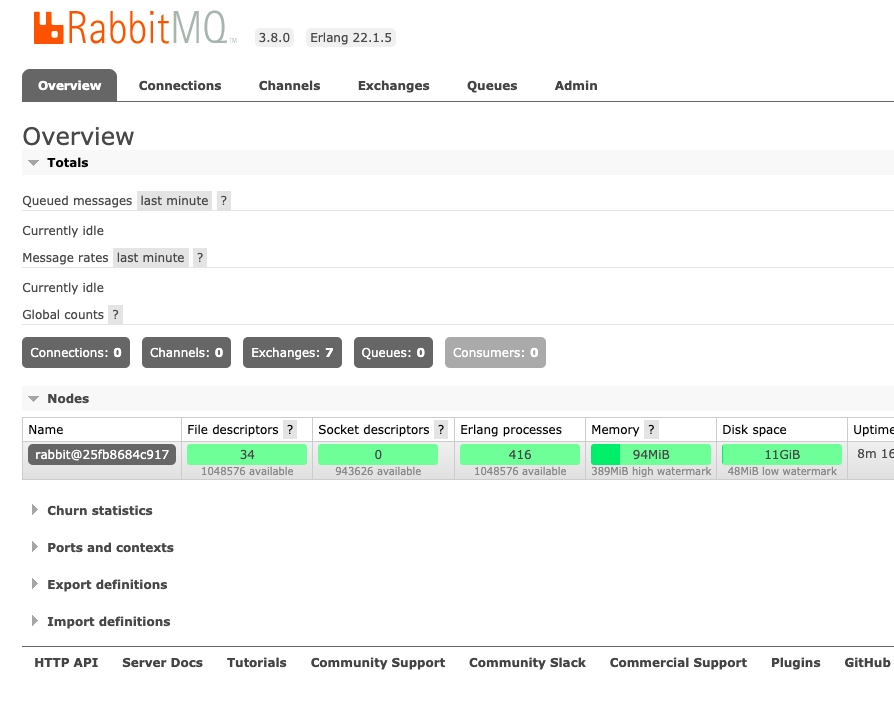 RabbitMQ TM 3.8.0 Erlang 22.1.5
Overview Connections Channels Exchanges Queues Admin
Overview
Totals
Queued messages last minute ?
Currently idle
Message rates last minute ?
Currently idle
Global counts ?
Connections: 0 Channels: 0 Exchanges: 7 Queues: 0 Consumers: 0
Nodes
Name File descriptors ? Socket descriptors ? Erlang processes Memory ? Disk space Uptime
rabbit@25fb8684c917 34 0 416 94MiB 11GiB 8m 16
1048576 available 943626 available 1048576 available 389MiB high watermark 48MiB low watermark
Churn statistics
Ports and contexts
Export definitions
Import definitions
HTTP API Server Docs Tutorials Community Support Community Slack Commercial Support Plugins GitHub